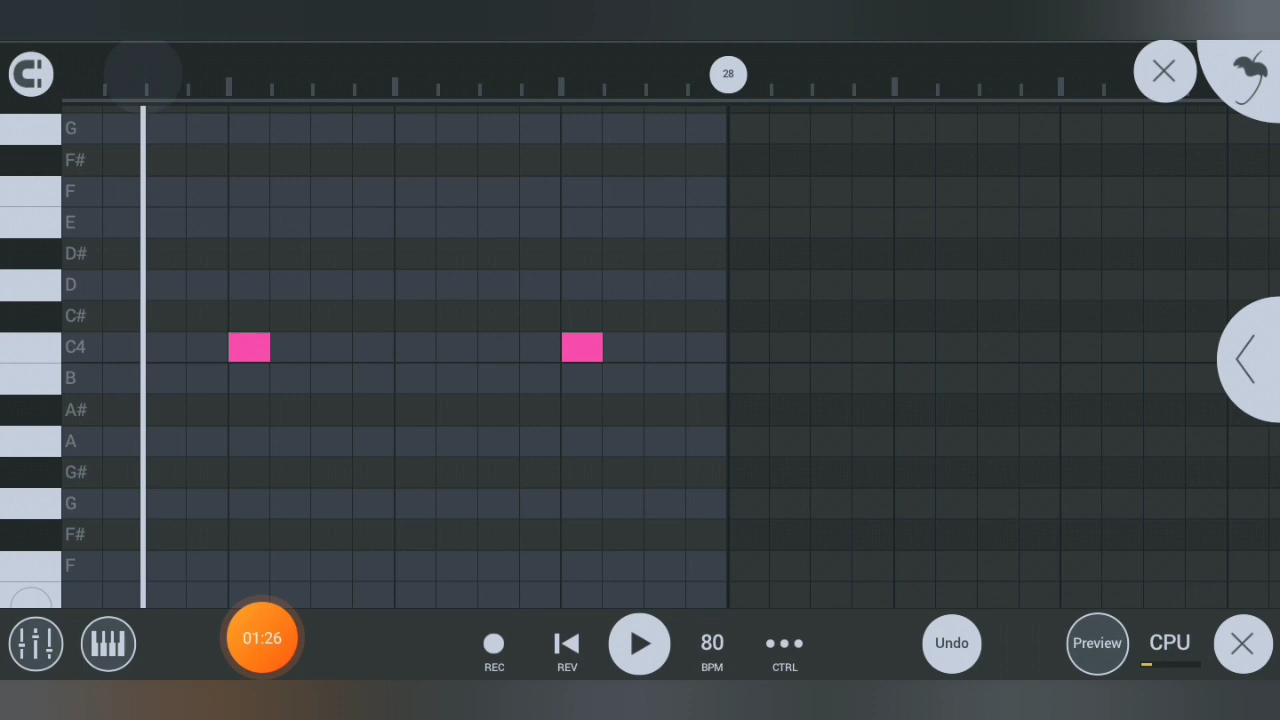 28
G
F#
F
E
D#
D
C#
C4
B
A#
A
G#
G
F#
F
01:26
REC
REV
80
BPM
CTRL
Undo
Preview
CPU